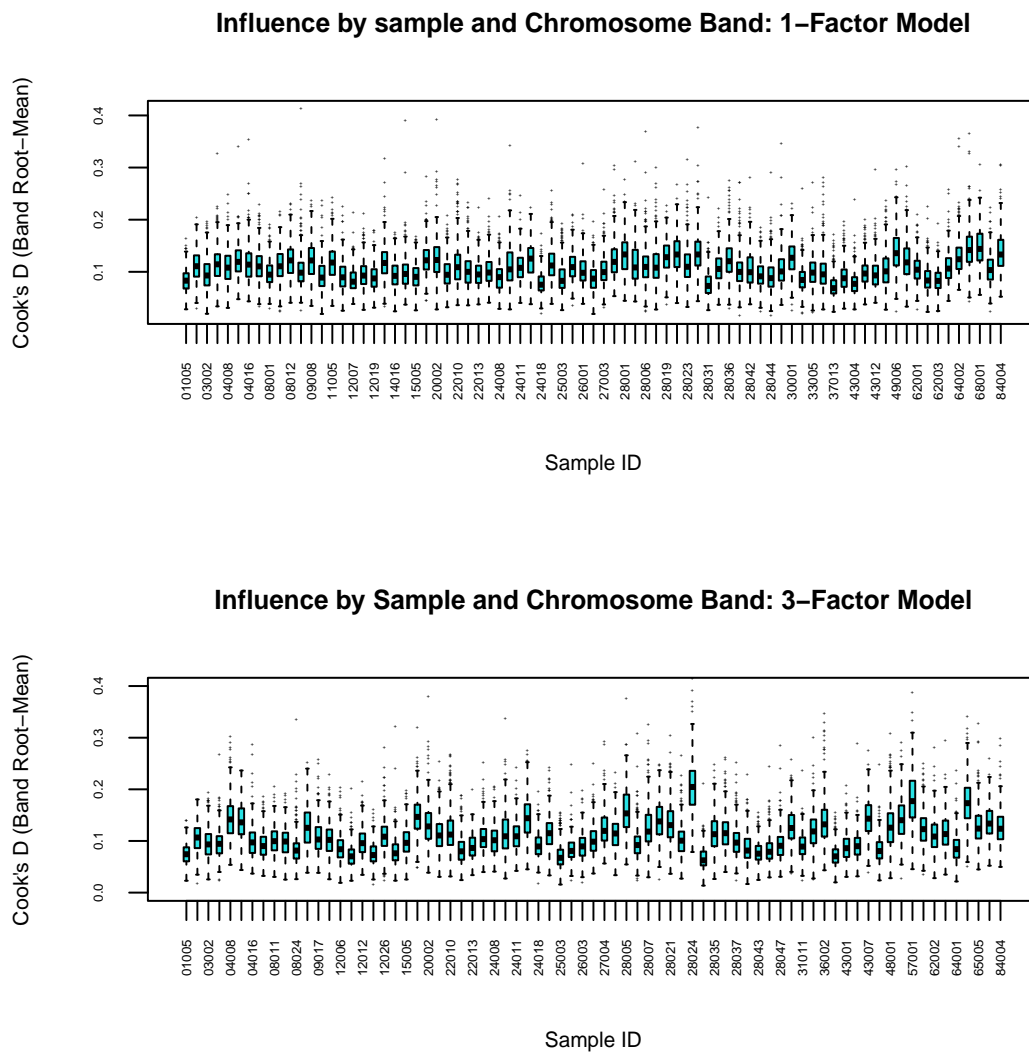 Influence by sample and Chromosome Band: 1−Factor Model
Cook's D (Band Root−Mean)
0.4
0.3
0.2
0.1
01005 03002 04008 04016 08001 08012 09008 11005 12007 12019 14016 15005 20002 22010 22013 24008 24011 24018 25003 26001 27003 28001 28006 28019 28023 28031 28036 28042 28044 30001 33005 37013 43004 43012 49006 62001 62003 64002 68001 84004
Sample ID
Influence by Sample and Chromosome Band: 3−Factor Model
Cook's D (Band Root−Mean)
0.4
0.3
0.2
0.1
0.0
01005 03002 04008 04016 08011 08024 09017 12006 12012 12026 15005 20002 22010 22013 24008 24011 24018 25003 26003 27004 28005 28007 28021 28024 28035 28037 28043 28047 31011 36002 43001 43007 48001 57001 62002 64001 65005 84004
Sample ID